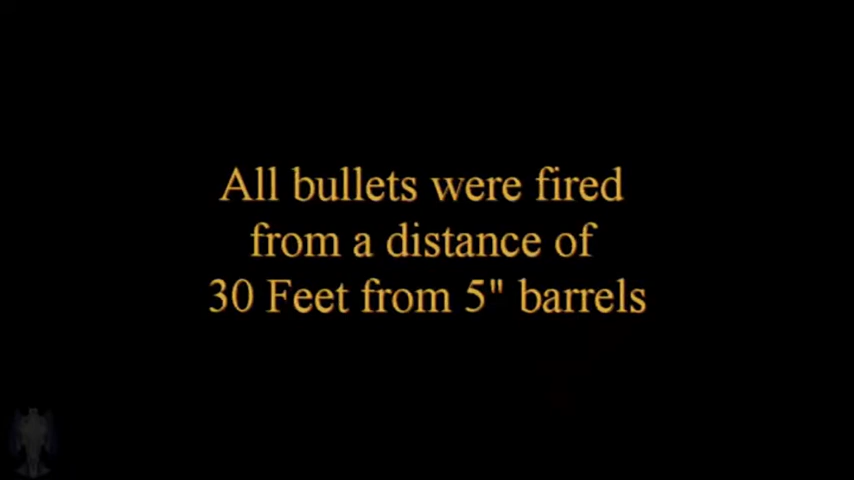 All bullets were fired
from a distance of
30 Feet from 5" barrels